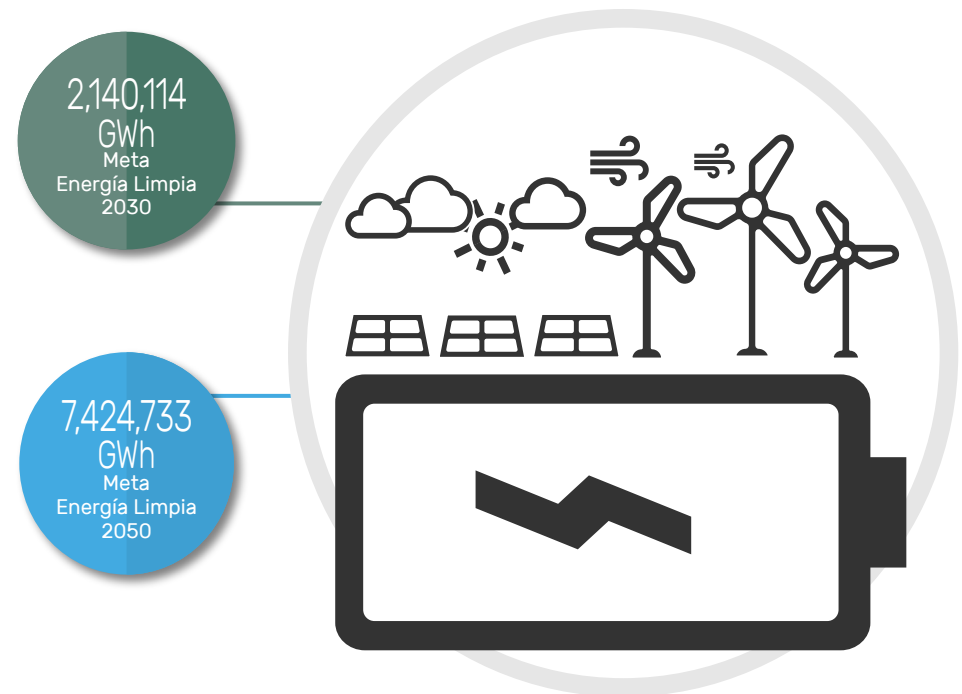 2,140,114
GWh
Meta
Energía Limpia
2030
7,424,733
GWh
Meta
Energía Limpia
2050